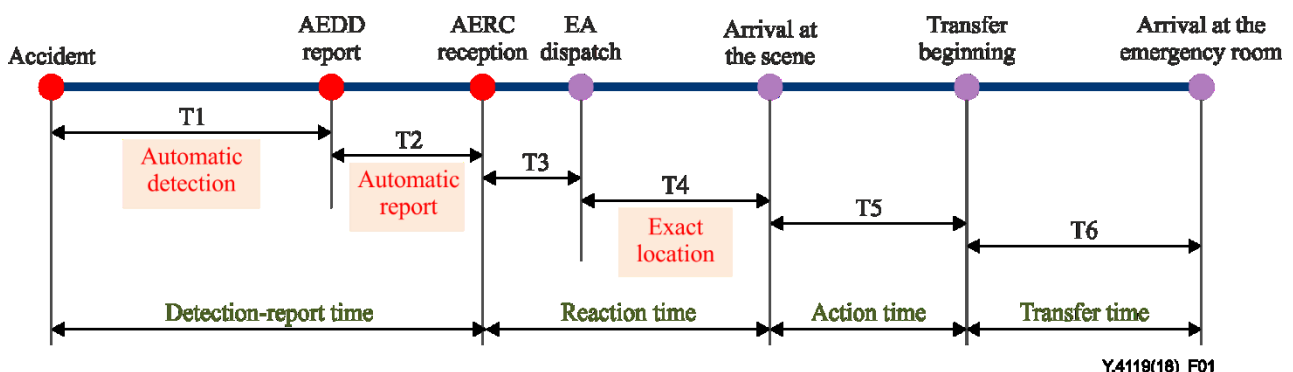 Accident
AEDD
report
AERC
reception
EA
dispatch
Arrival at
the scene
Transfer
beginning
Arrival at the
emergency room
T1
Automatic
detection
T2
Automatic
report
T3
T4
Exact
location
T5
T6
Detection-report time
Reaction time
Action time
Transfer time
Y.4119(18)_F01